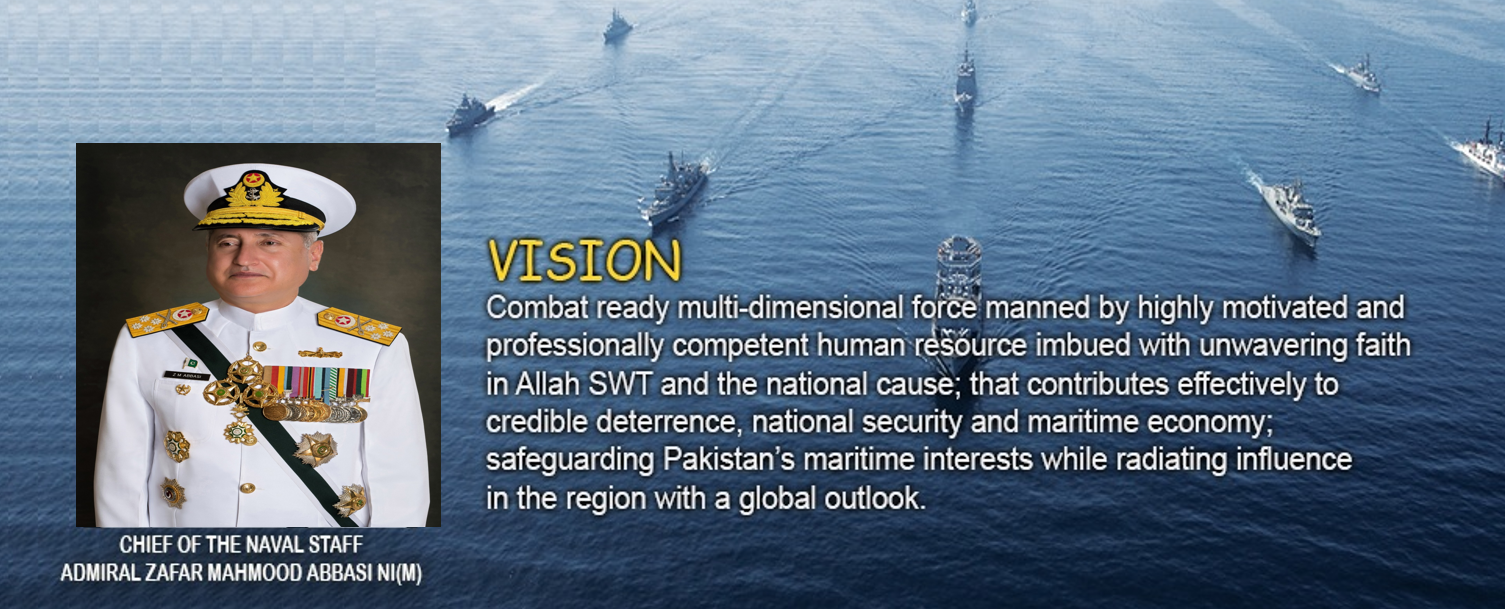 VISION
Combat ready multi-dimensional force manned by highly motivated and
professionally competent human resource imbued with unwavering faith
in Allah SWT and the national cause; that contributes effectively to
credible deterrence, national security and maritime economy;
safeguarding Pakistan's maritime interests while radiating influence
in the region with a global outlook.
Z M ABBASI
CHIEF OF THE NAVAL STAFF
ADMIRAL ZAFAR MAHMOOD ABBASI NI(M)